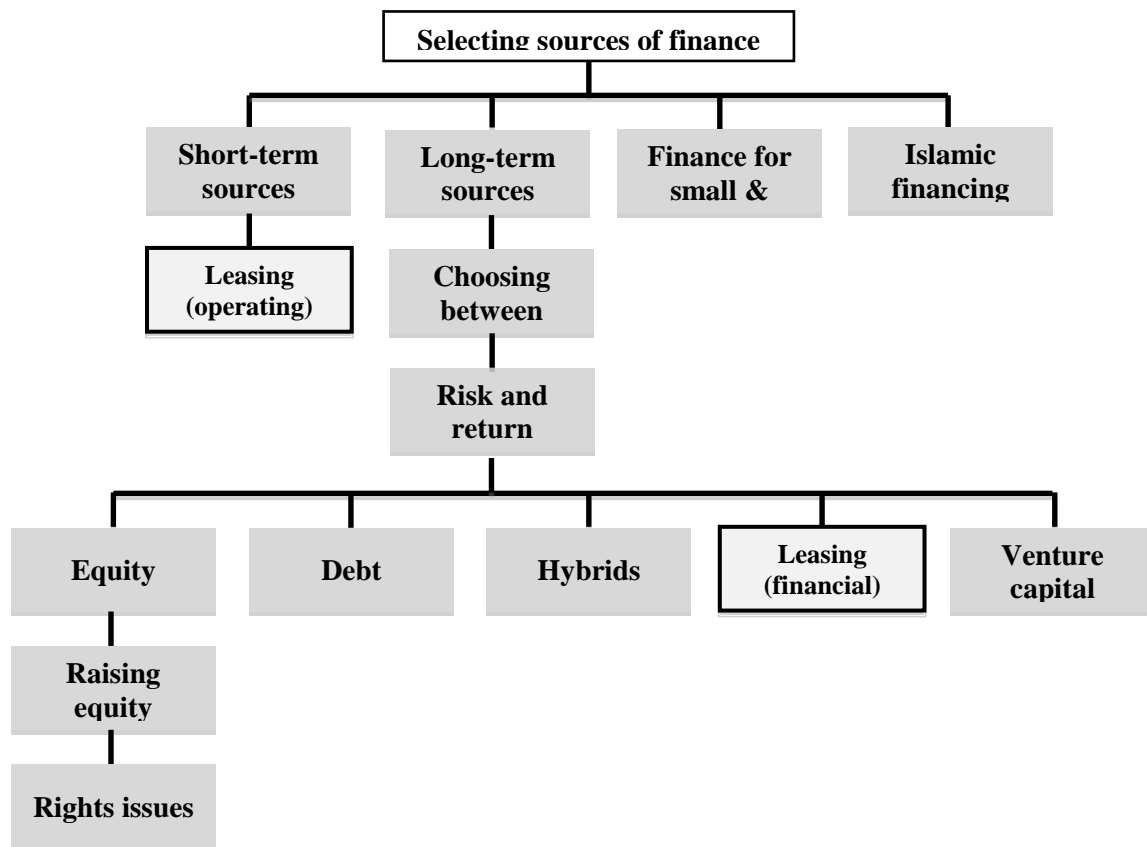 Selecting sources of finance
Short-term
sources
Long-term
sources
Finance for
small &
Islamic
financing
Leasing
(operating)
Choosing
between
Risk and
return
Equity
Debt
Hybrids
Leasing
(financial)
Venture
capital
Raising
equity
Rights issues